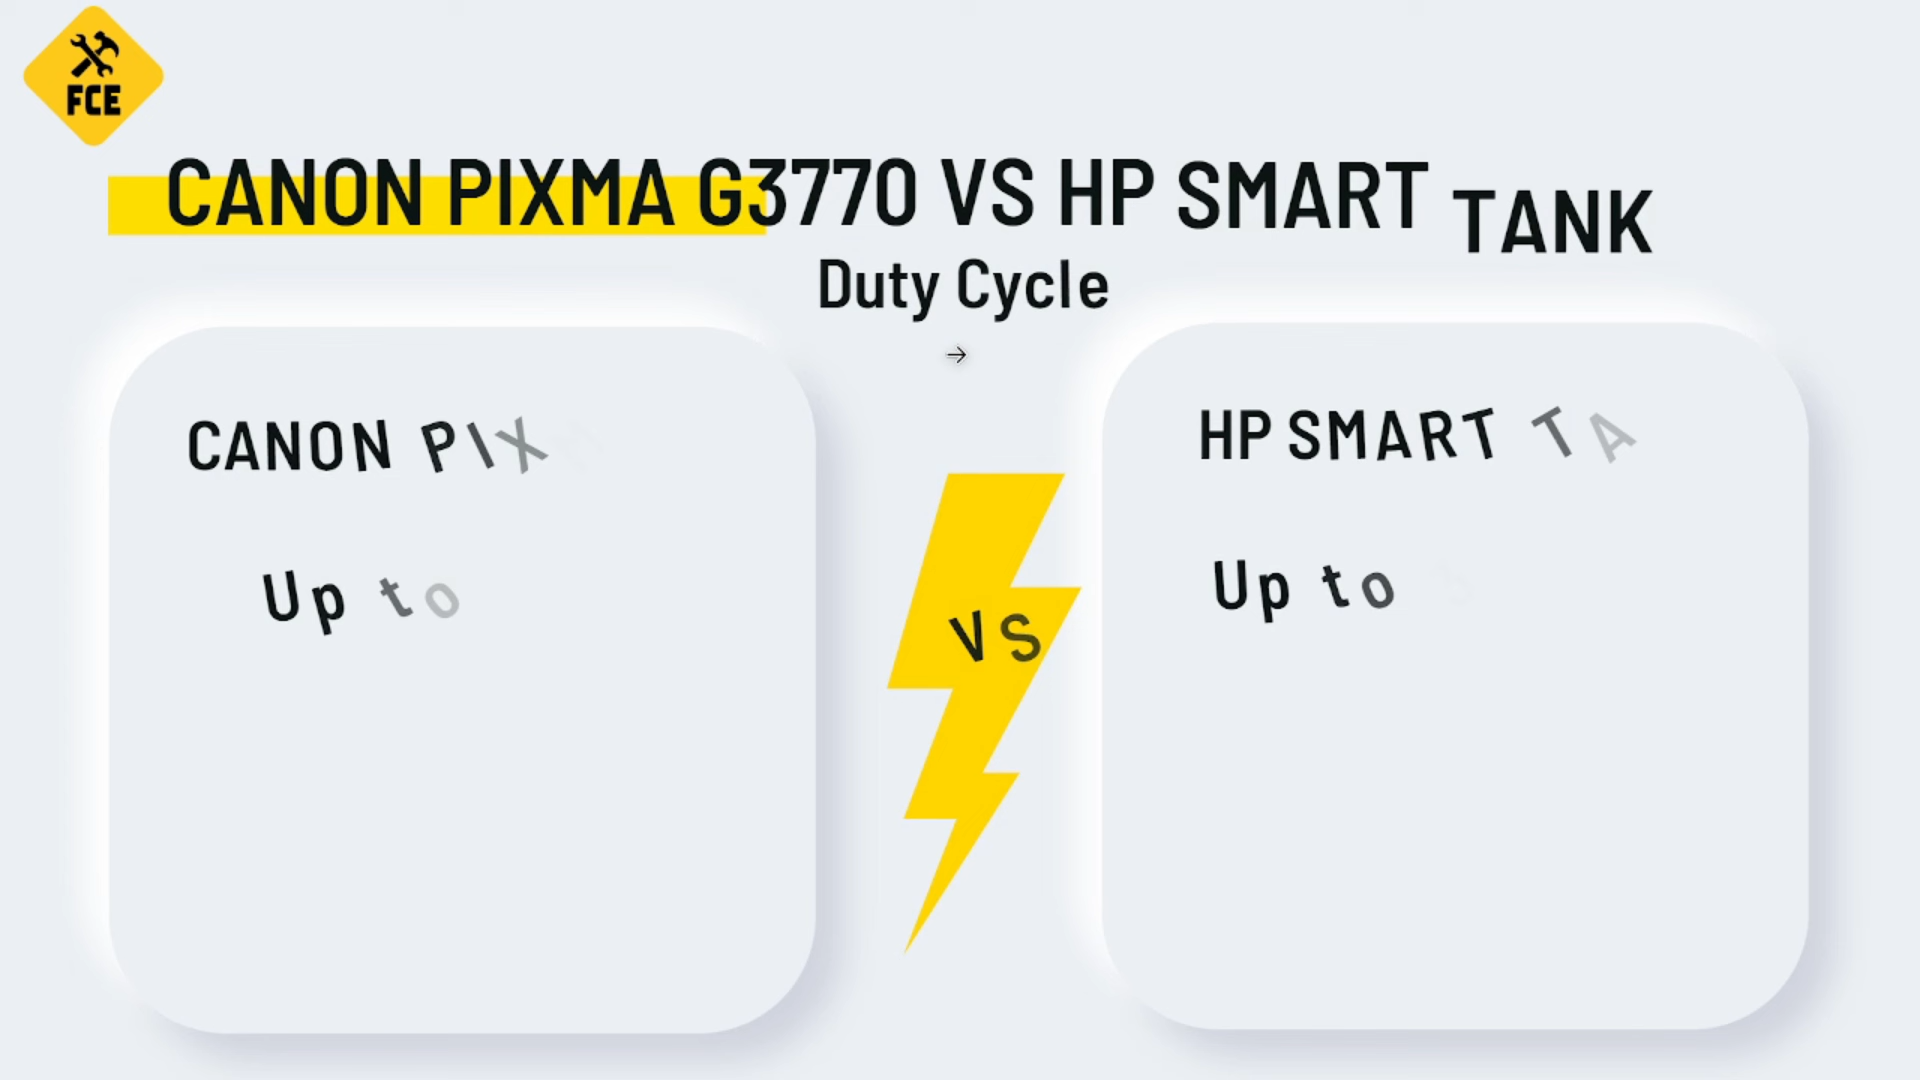 FCE
CANON PIXMA G3770 VS HP SMART TANK
Duty Cycle
CANON PIX
Up to
VS
HP SMART TA
Up to